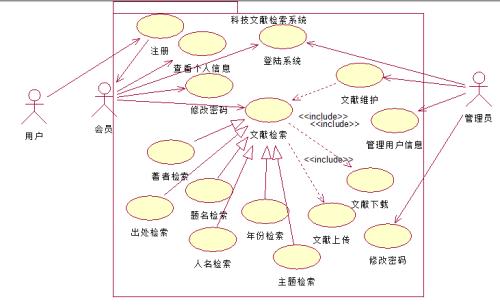 科技文献检索系统
注册
登陆系统
查看个人信息
文献维护
修改密码
<<include>>
<<include>>
用户
会员
管理员
文献检索
管理用户信息
<<include>>
著者检索
文献下载
题名检索
出处检索
年份检索
文献上传
修改密码
人名检索
主题检索